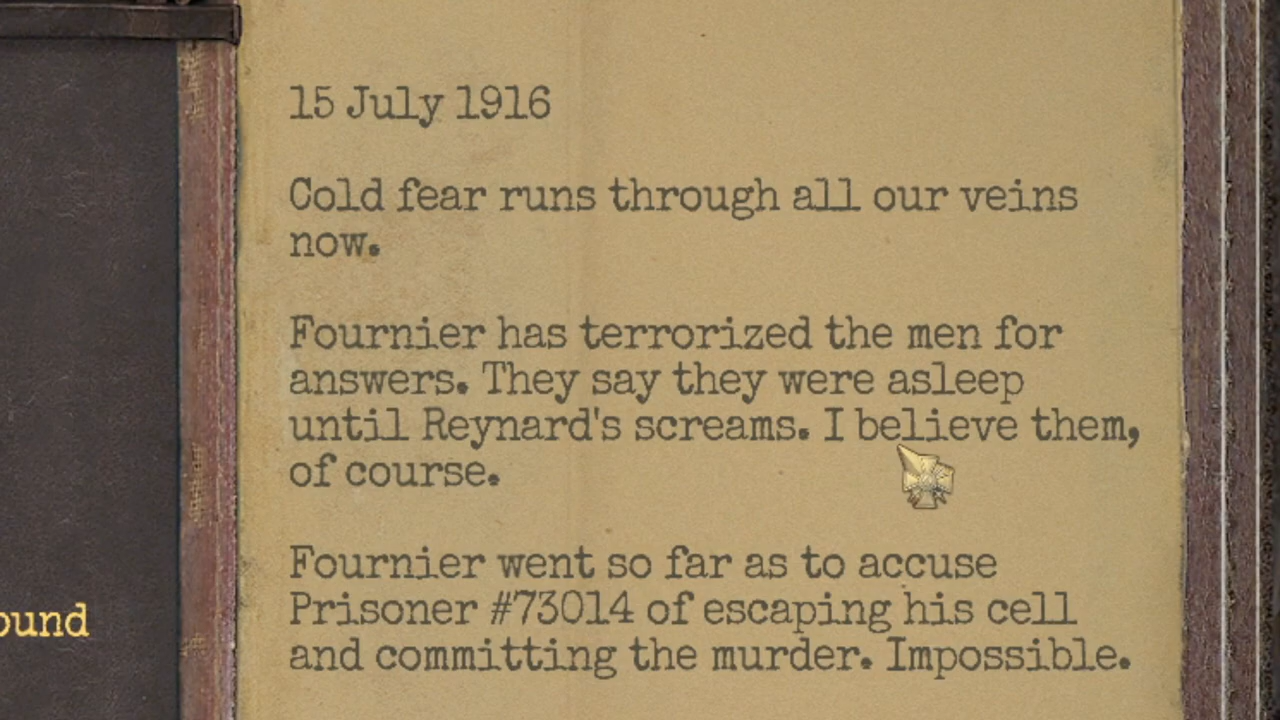 15 July 1916
Cold fear runs through all our veins
now.
Fournier has terrorized the men for
answers. They say they were asleep
until Reynard's screams. I believe them,
of course.
Fournier went so far as to accuse
Prisoner #73014 of escaping his cell
and committing the murder. Impossible.
ound